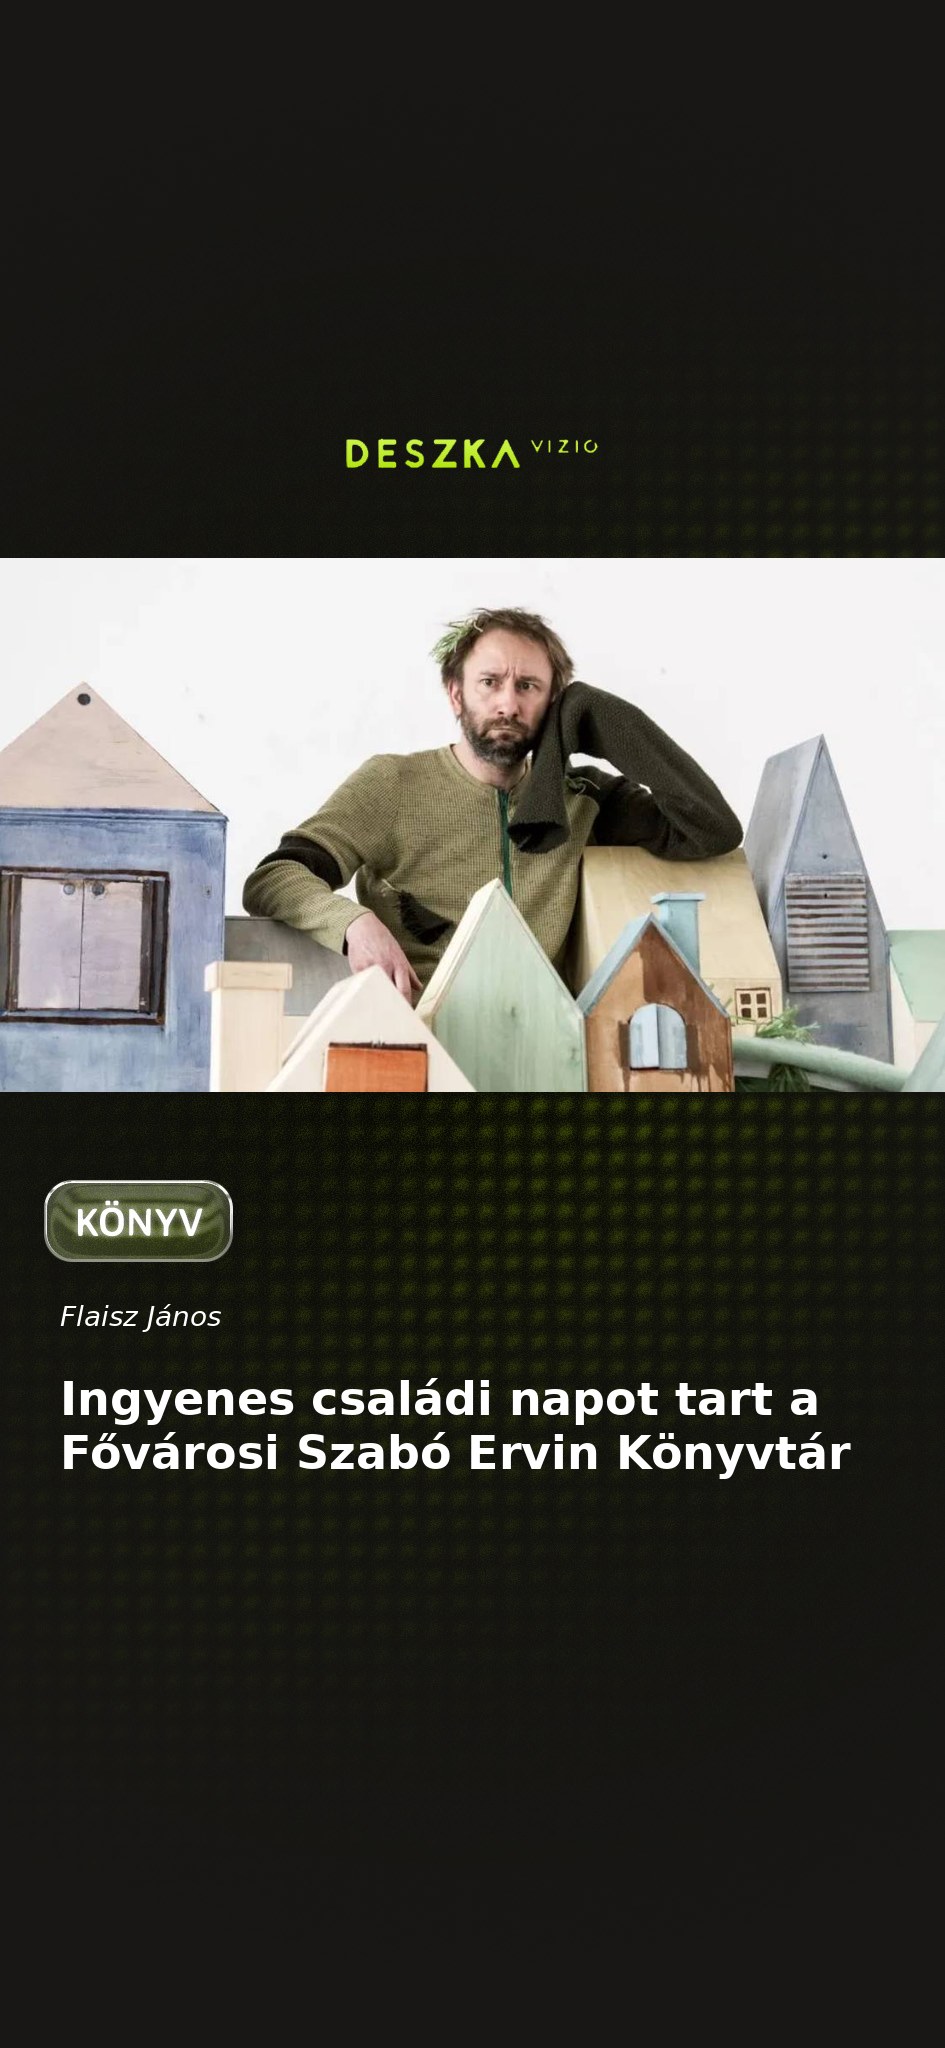 DESZKA VIZIO
KÖNYV
Flaisz János
Ingyenes családi napot tart a
Fővárosi Szabó Ervin Könyvtár